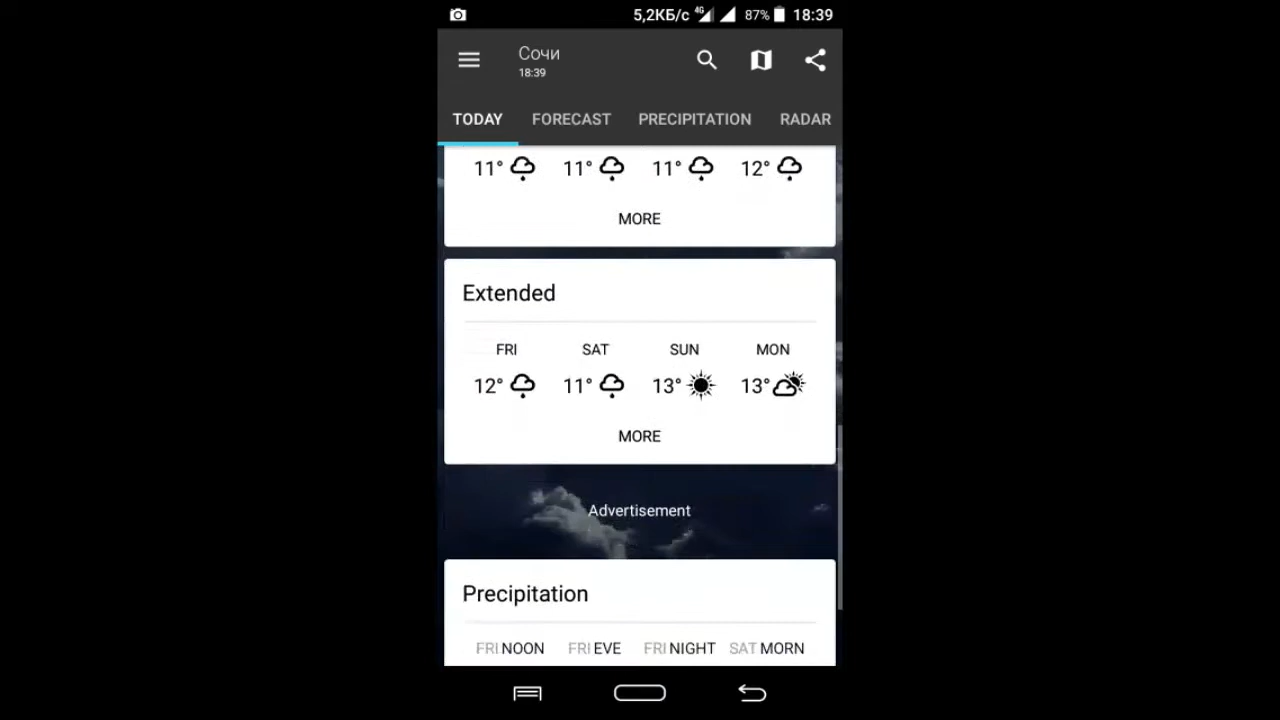 5,2КБ/с 4G 87% 18:39
Сочи
18:39
TODAY FORECAST PRECIPITATION RADAR
11° 11° 11° 12°
MORE
Extended
FRI SAT SUN MON
12° 11° 13° 13°
MORE
Advertisement
Precipitation
FRI NOON FRI EVE FRI NIGHT SAT MORN